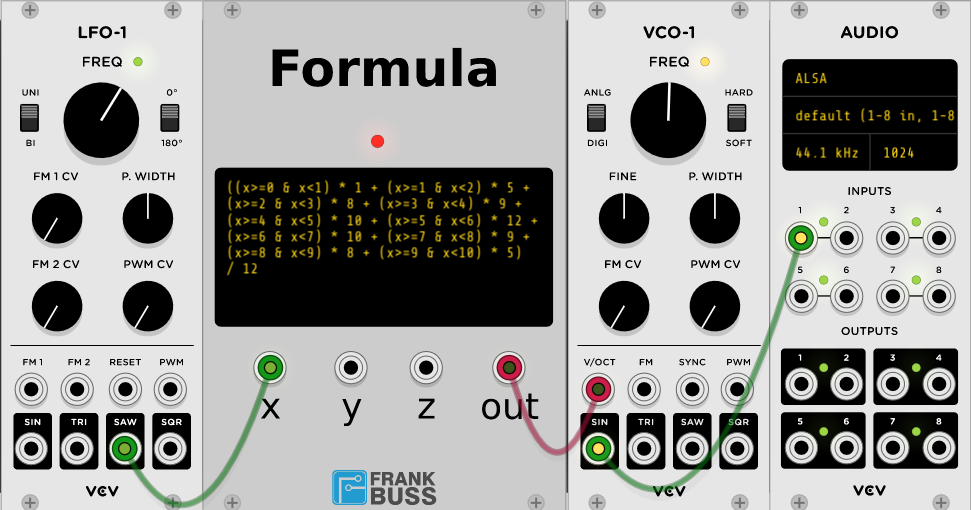 LFO-1
FREQ
UNI
0°
BI
180°
FM 1 CV
P. WIDTH
FM 2 CV
PWM CV
FM 1
FM 2
RESET
PWM
SIN
TRI
SAW
SQR
VCV
Formula
((x>=0 & x<1) * 1 + (x>=1 & x<2) * 5 +
(x>=2 & x<3) * 8 + (x>=3 & x<4) * 9 +
(x>=4 & x<5) * 10 + (x>=5 & x<6) * 12 +
(x>=6 & x<7) * 10 + (x>=7 & x<8) * 9 +
(x>=8 & x<9) * 8 + (x>=9 & x<10) * 5)
/ 12
x
y
z
out
FRANK
BUSS
VCO-1
FREQ
ANLG
HARD
DIGI
SOFT
FINE
P. WIDTH
FM CV
PWM CV
V/OCT
FM
SYNC
PWM
SIN
TRI
SAW
SQR
VCV
AUDIO
ALSA
default (1-8 in, 1-8
44.1 kHz
1024
INPUTS
1
2
3
4
5
6
7
8
OUTPUTS
1
2
3
4
5
6
7
8
VCV